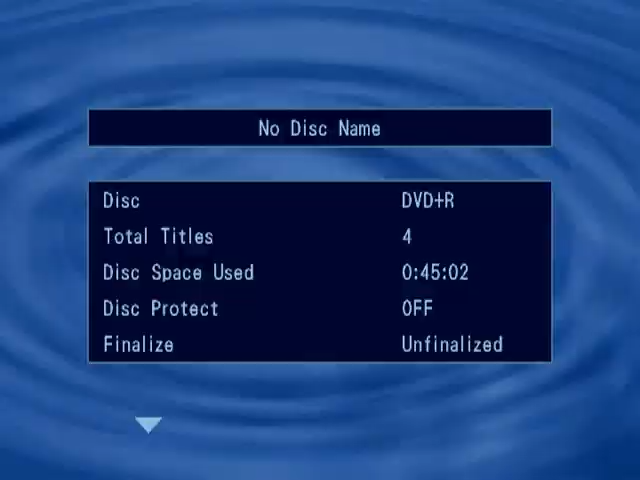 No Disc Name
Disc DVD+R
Total Titles 4
Disc Space Used 0:45:02
Disc Protect OFF
Finalize Unfinalized